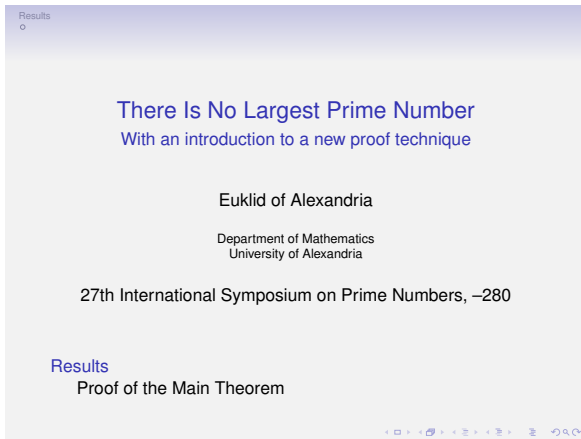 Results
There Is No Largest Prime Number
With an introduction to a new proof technique
Euklid of Alexandria
Department of Mathematics
University of Alexandria
27th International Symposium on Prime Numbers, –280
Results
Proof of the Main Theorem